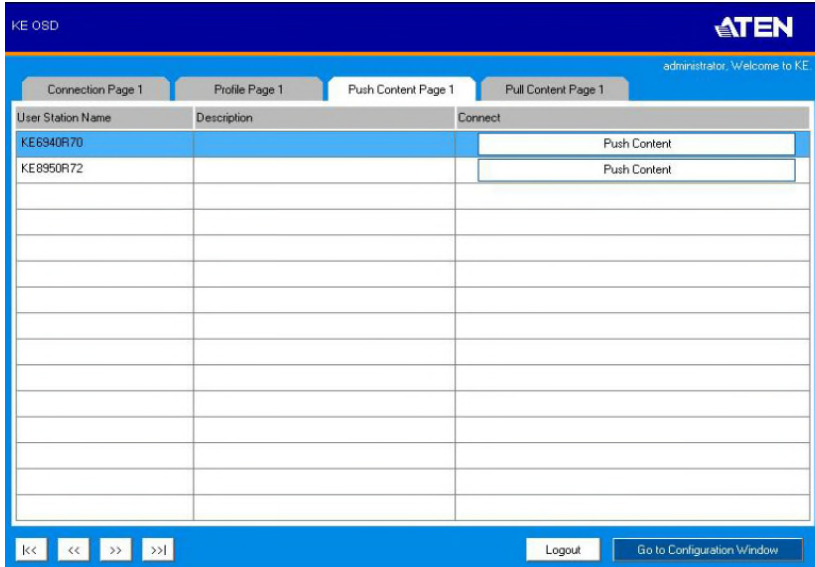 KE OSD
ATEN
administrator, Welcome to KE.
Connection Page 1 Profile Page 1 Push Content Page 1 Pull Content Page 1
User Station Name Description Connect
KE6940R70 Push Content
KE8950R72 Push Content
|<< << >> >>| Logout Go to Configuration Window